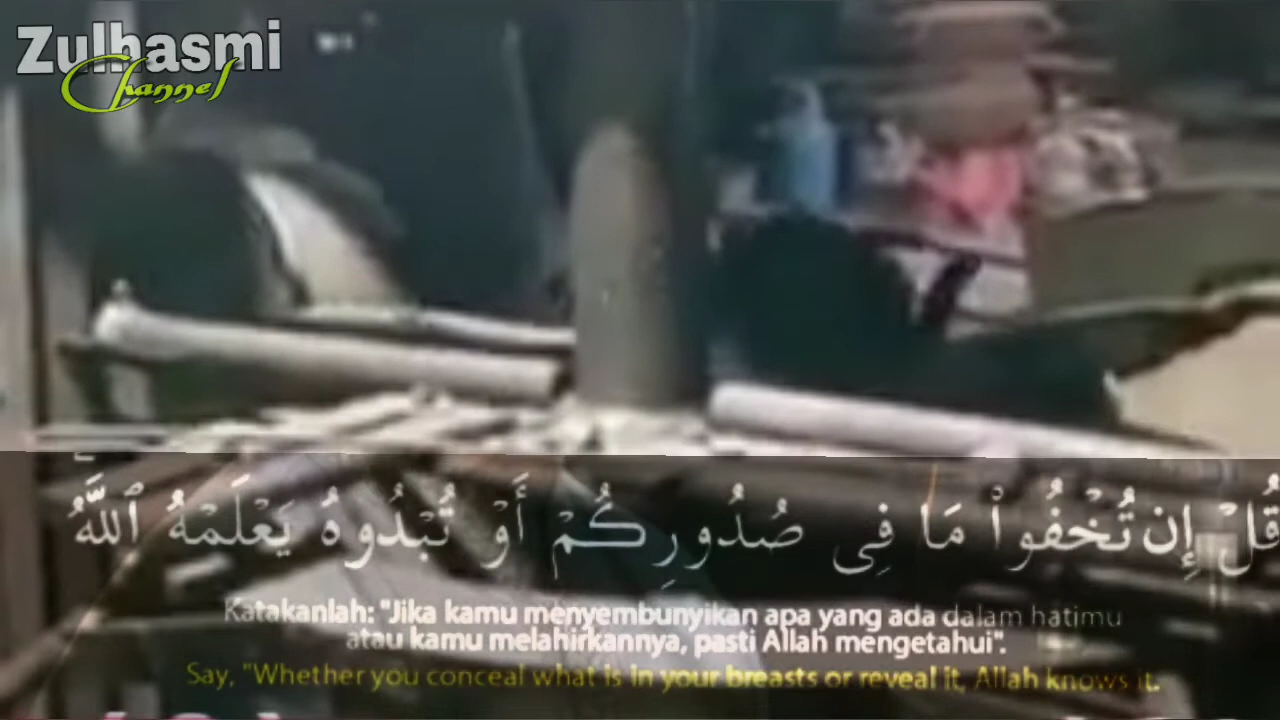 Zulhasmi
Channel
قُلْ إِن تُخْفُوا۟ مَا فِى صُدُورِكُمْ أَوْ تُبْدُوهُ يَعْلَمْهُ ٱللَّهُ
Katakanlah: "Jika kamu menyembunyikan apa yang ada dalam hatimu
atau kamu melahirkannya, pasti Allah mengetahui".
Say, "Whether you conceal what is in your breasts or reveal it, Allah knows it.